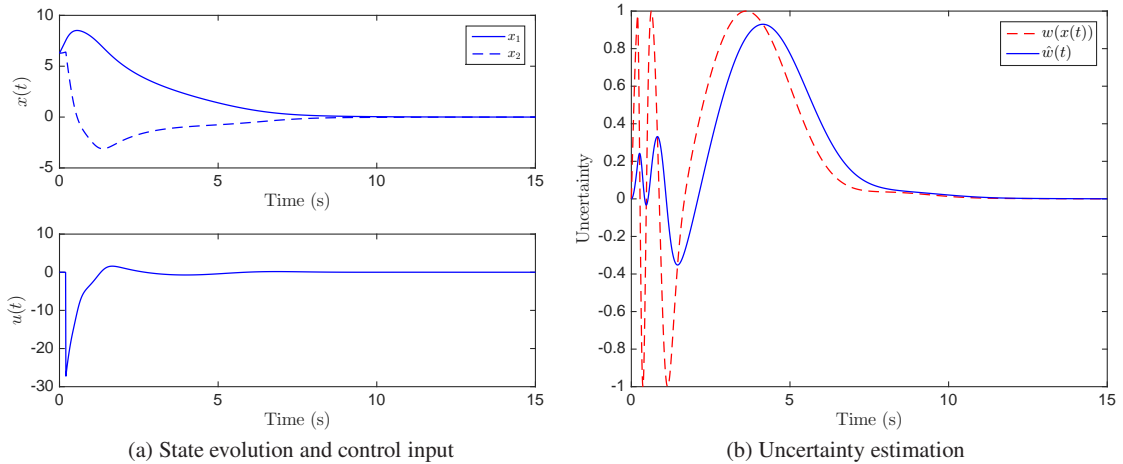 10
5
0
-5
x(t)
x₁
x₂
0 5 10 15
Time (s)
10
0
-10
-20
-30
u(t)
0 5 10 15
Time (s)
(a) State evolution and control input
1
0.8
0.6
0.4
0.2
0
0.2
0.4
0.6
0.8
-1
Uncertainty
w(x(t))
ŵ(t)
0 5 10 15
Time (s)
(b) Uncertainty estimation